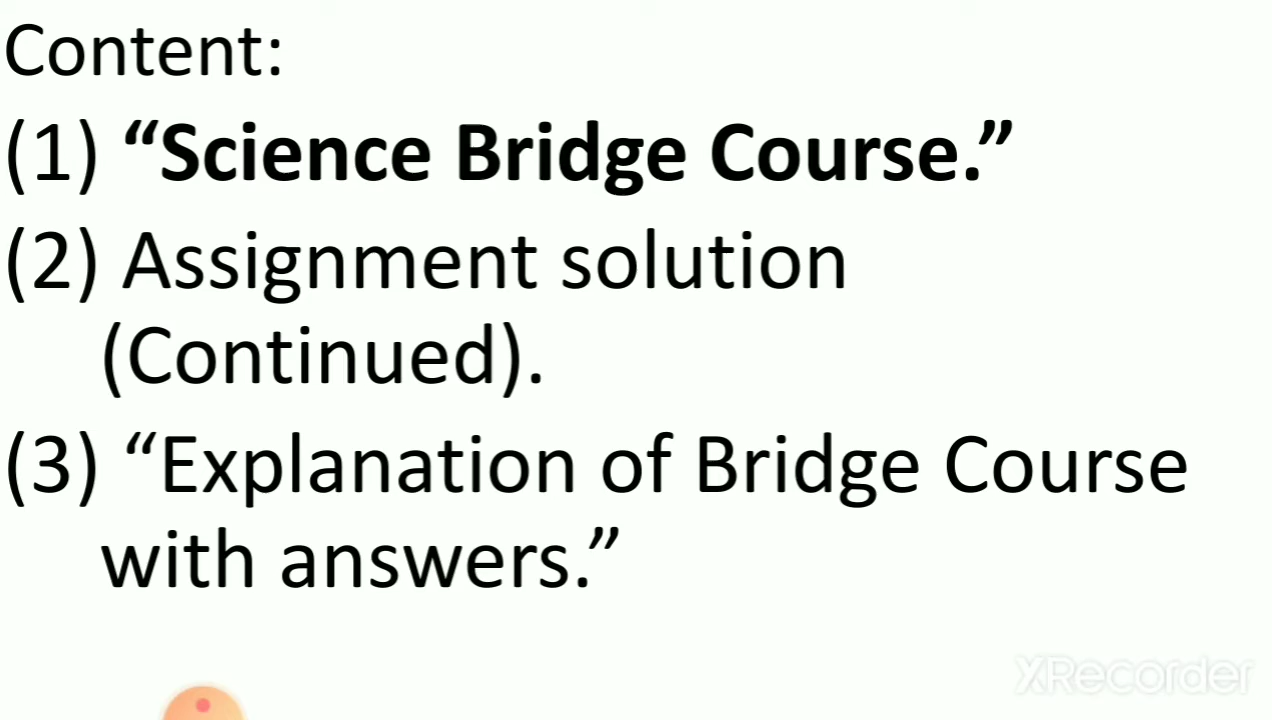 Content:
(1) “Science Bridge Course.”
(2) Assignment solution
(Continued).
(3) “Explanation of Bridge Course
with answers.”
XRecorder